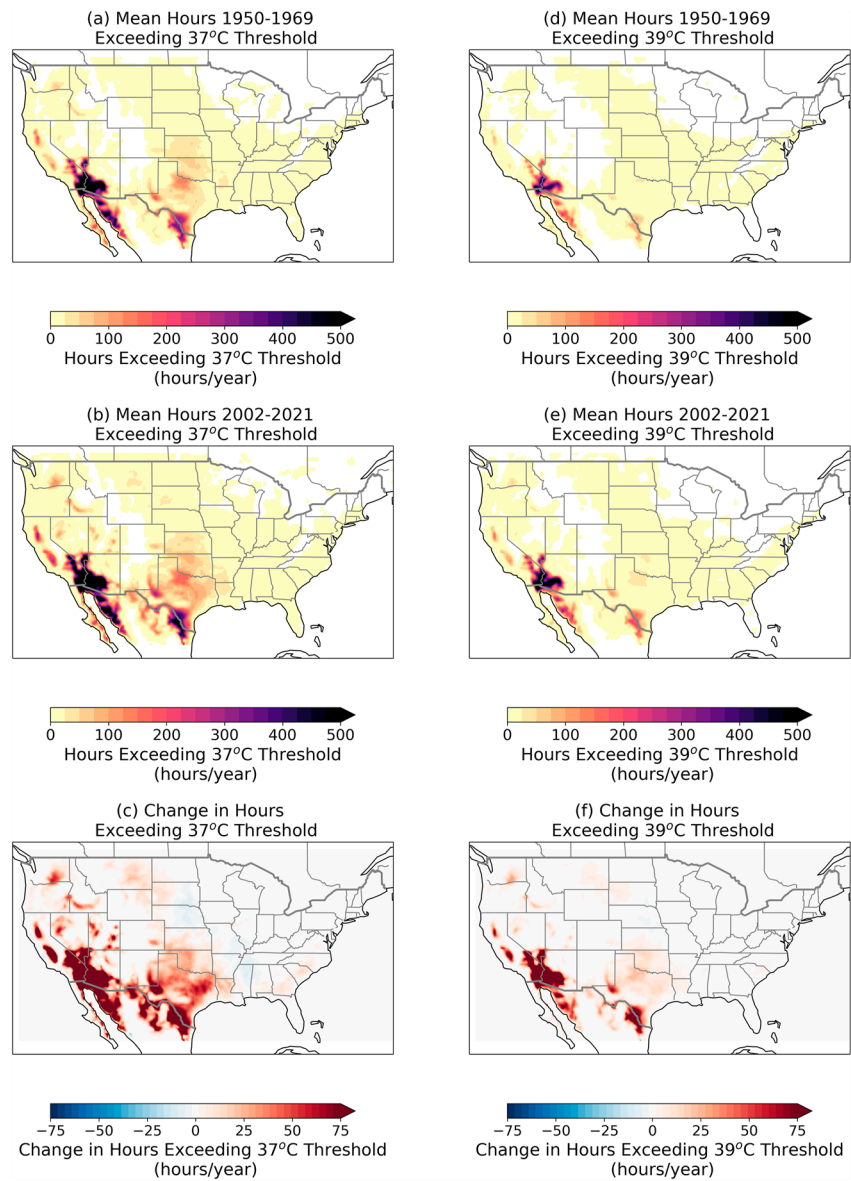 (a) Mean Hours 1950-1969
Exceeding 37°C Threshold
0 100 200 300 400 500
Hours Exceeding 37°C Threshold
(hours/year)
(d) Mean Hours 1950-1969
Exceeding 39°C Threshold
0 100 200 300 400 500
Hours Exceeding 39°C Threshold
(hours/year)
(b) Mean Hours 2002-2021
Exceeding 37°C Threshold
0 100 200 300 400 500
Hours Exceeding 37°C Threshold
(hours/year)
(e) Mean Hours 2002-2021
Exceeding 39°C Threshold
0 100 200 300 400 500
Hours Exceeding 39°C Threshold
(hours/year)
(c) Change in Hours
Exceeding 37°C Threshold
−75 −50 −25 0 25 50 75
Change in Hours Exceeding 37°C Threshold
(hours/year)
(f) Change in Hours
Exceeding 39°C Threshold
−75 −50 −25 0 25 50 75
Change in Hours Exceeding 39°C Threshold
(hours/year)